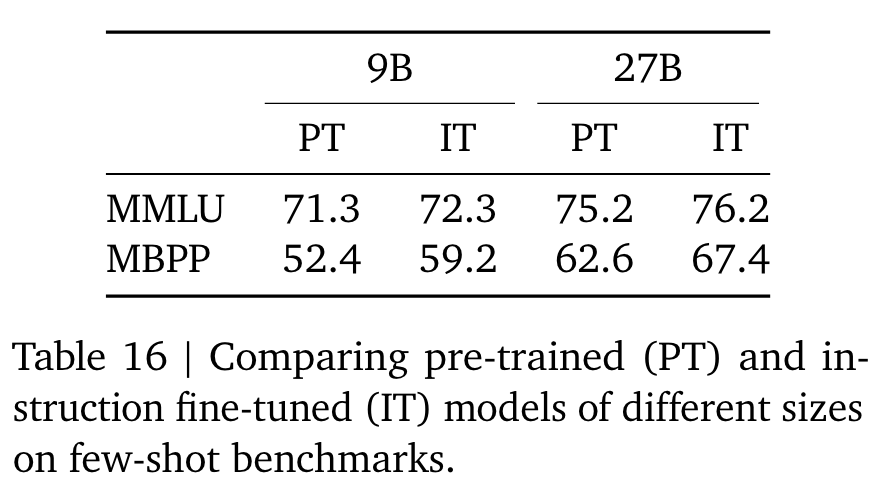 9B 27B
PT IT PT IT
MMLU 71.3 72.3 75.2 76.2
MBPP 52.4 59.2 62.6 67.4
Table 16 | Comparing pre-trained (PT) and in-
struction fine-tuned (IT) models of different sizes
on few-shot benchmarks.